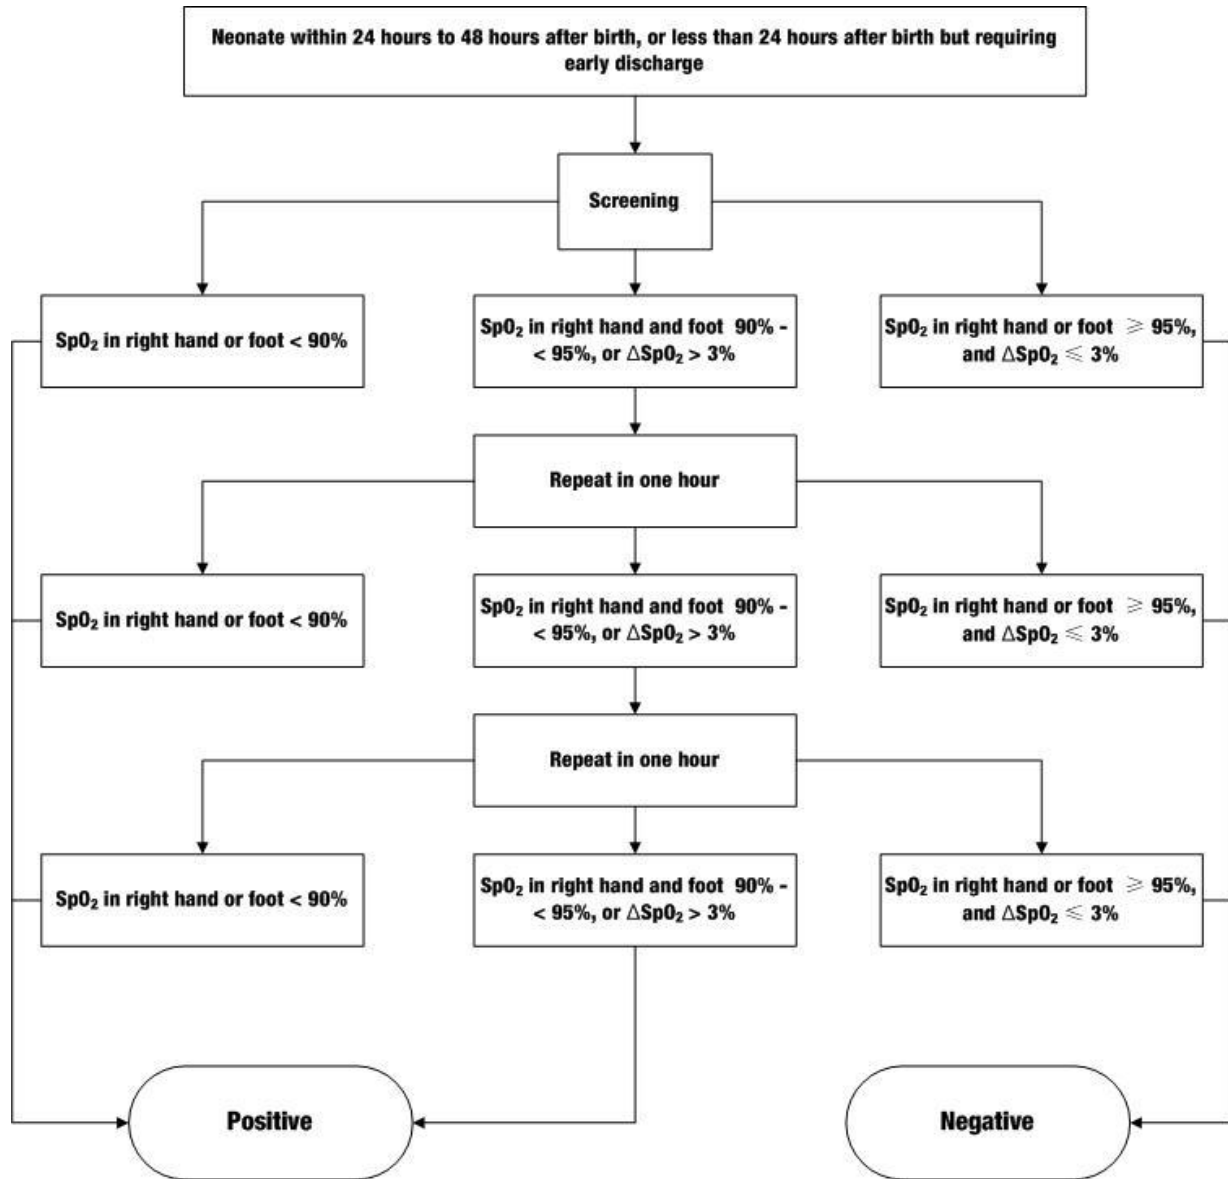 Neonate within 24 hours to 48 hours after birth, or less than 24 hours after birth but requiring
early discharge
Screening
SpO₂ in right hand or foot < 90%
SpO₂ in right hand and foot 90% -
< 95%, or ΔSpO₂ > 3%
SpO₂ in right hand or foot ⩾ 95%,
and ΔSpO₂ ⩽ 3%
Repeat in one hour
SpO₂ in right hand or foot < 90%
SpO₂ in right hand and foot 90% -
< 95%, or ΔSpO₂ > 3%
SpO₂ in right hand or foot ⩾ 95%,
and ΔSpO₂ ⩽ 3%
Repeat in one hour
SpO₂ in right hand or foot < 90%
SpO₂ in right hand and foot 90% -
< 95%, or ΔSpO₂ > 3%
SpO₂ in right hand or foot ⩾ 95%,
and ΔSpO₂ ⩽ 3%
Positive
Negative